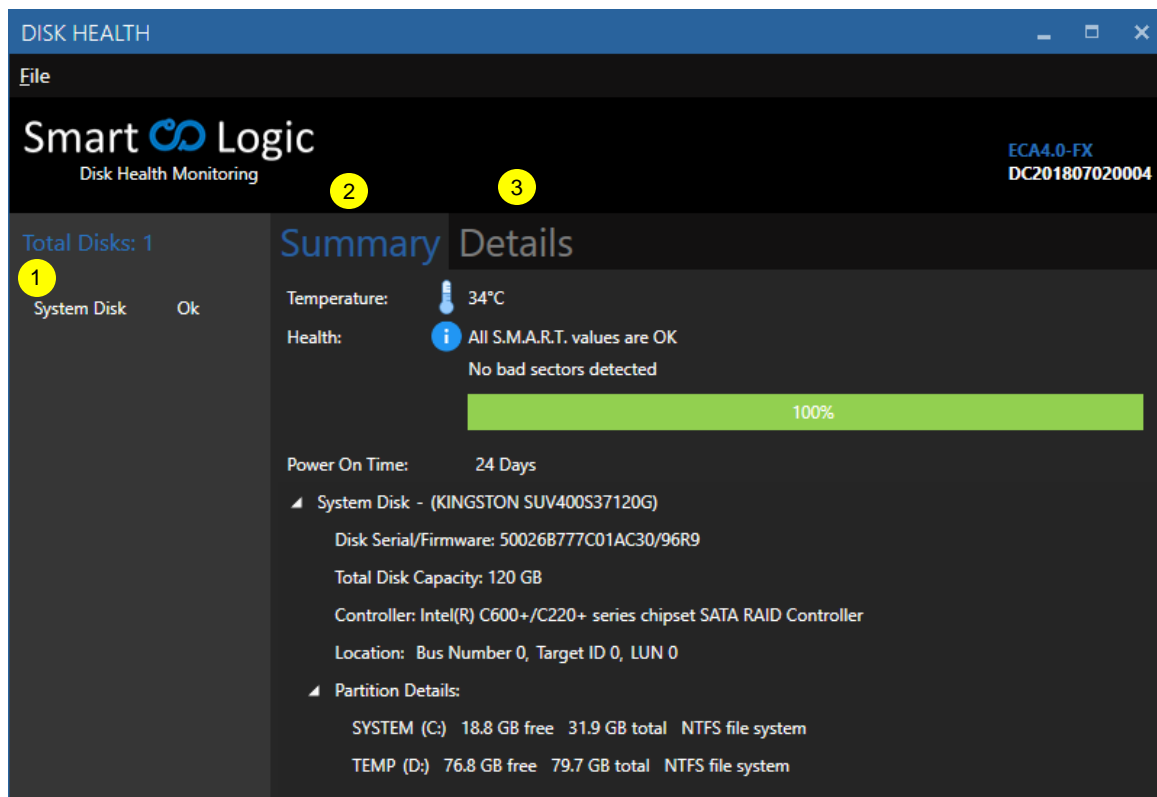 DISK HEALTH
File
Smart Logic
Disk Health Monitoring
ECA4.0-FX
DC201807020004
2
3
Total Disks: 1
Summary Details
1
System Disk Ok
Temperature: 34°C
Health: i All S.M.A.R.T. values are OK
No bad sectors detected
100%
Power On Time: 24 Days
System Disk - (KINGSTON SUV400S37120G)
Disk Serial/Firmware: 50026B777C01AC30/96R9
Total Disk Capacity: 120 GB
Controller: Intel(R) C600+/C220+ series chipset SATA RAID Controller
Location: Bus Number 0, Target ID 0, LUN 0
Partition Details:
SYSTEM (C:) 18.8 GB free 31.9 GB total NTFS file system
TEMP (D:) 76.8 GB free 79.7 GB total NTFS file system